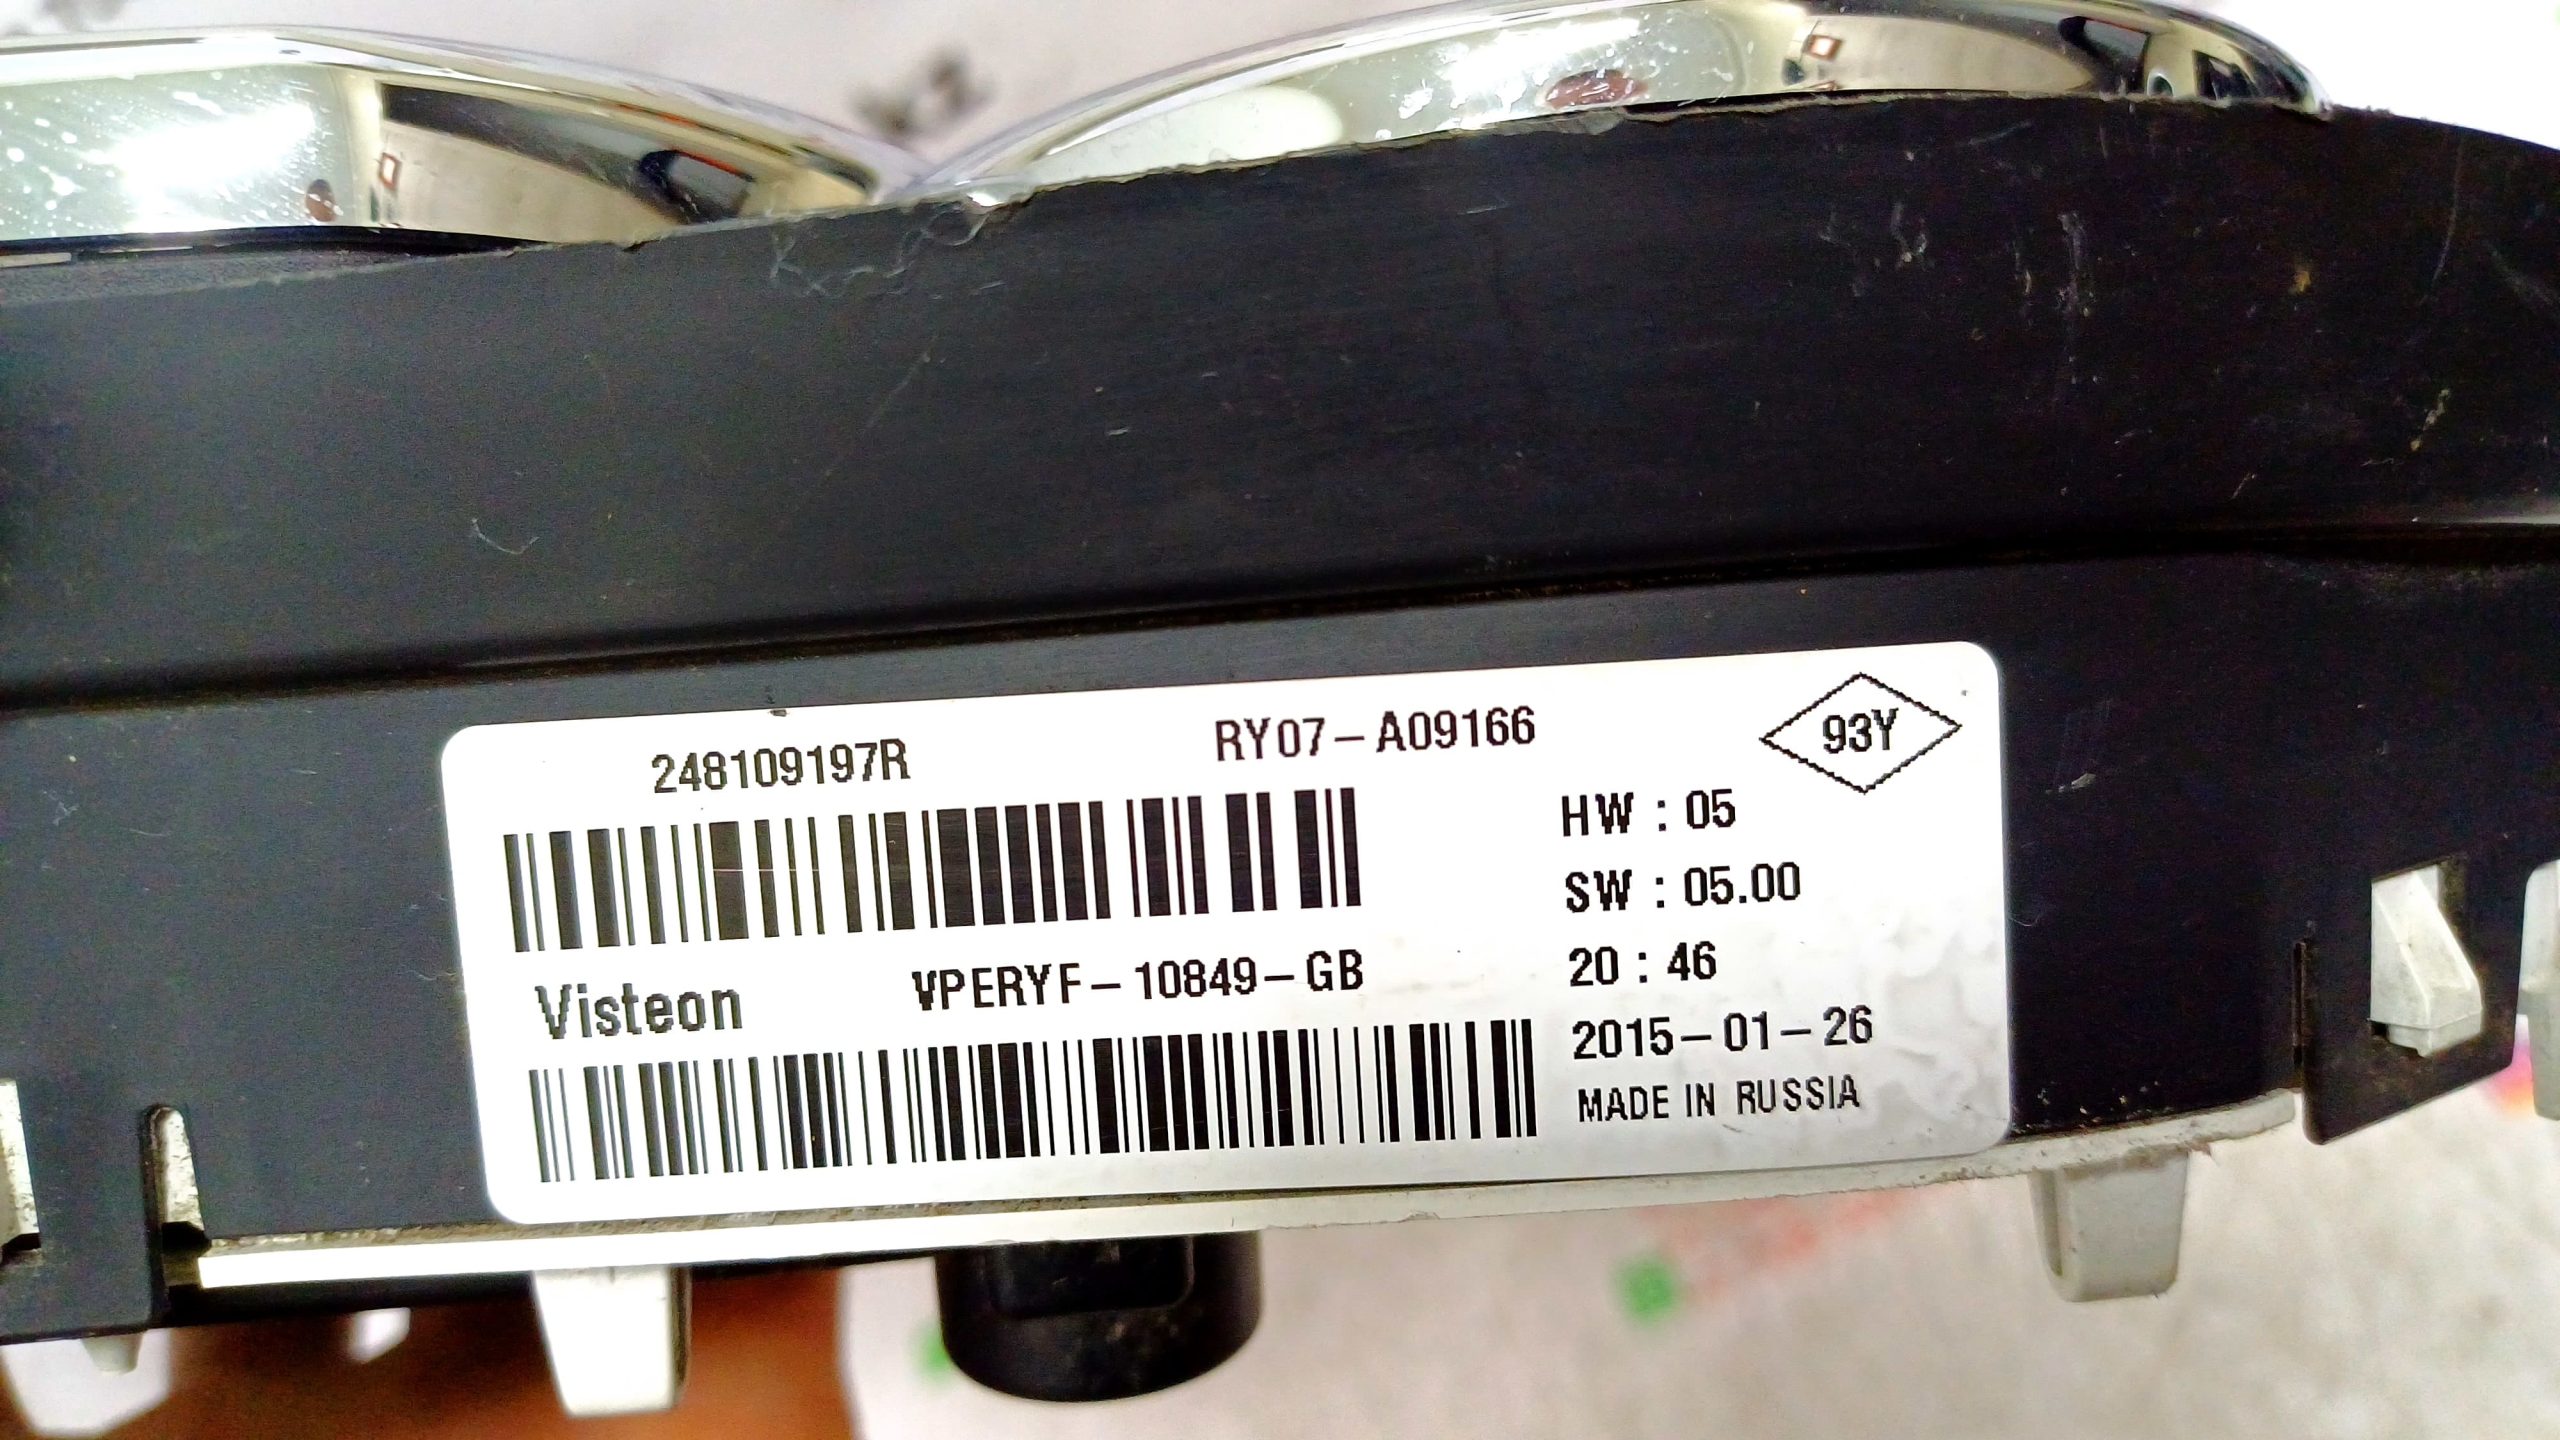 248109197R
RY07-A09166
93Y
HW : 05
SW : 05.00
Visteon
VPERYF-10849-GB
20 : 46
2015-01-26
MADE IN RUSSIA